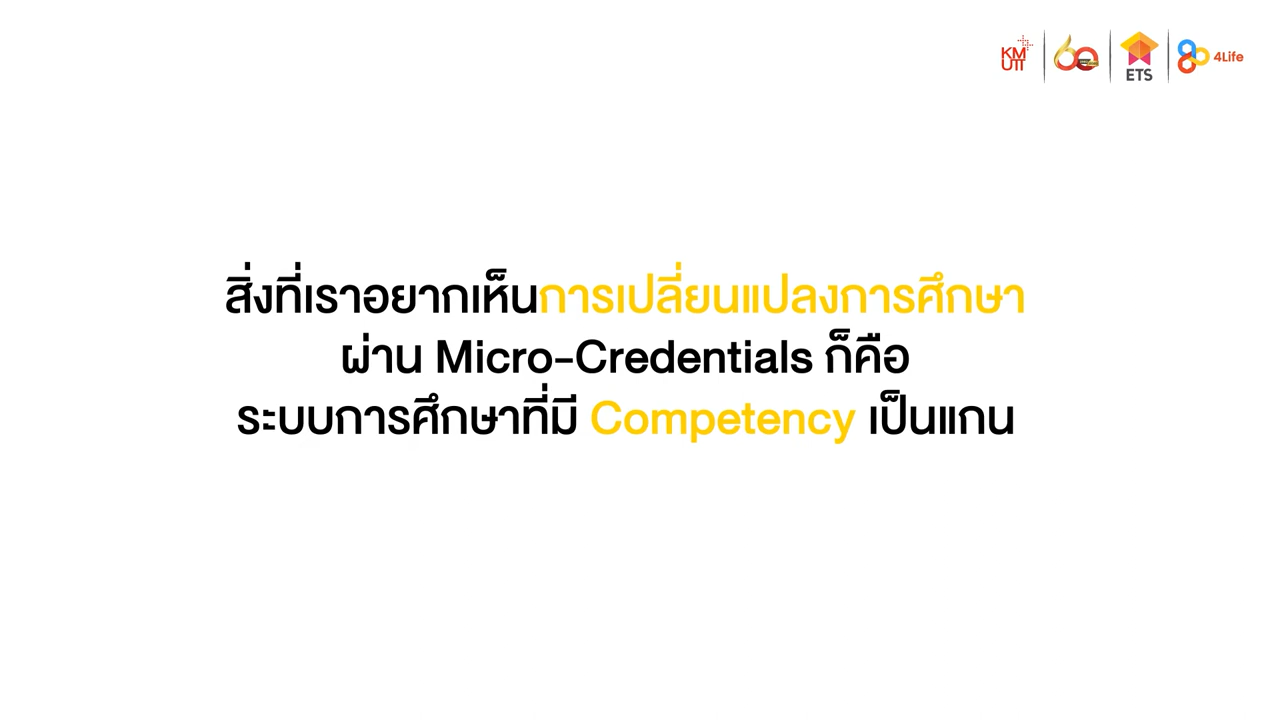 KM
UTT
60
ETS
4Life
สิ่งที่เราอยากเห็นการเปลี่ยนแปลงการศึกษา
ผ่าน Micro-Credentials ก็คือ
ระบบการศึกษาที่มี Competency เป็นแกน